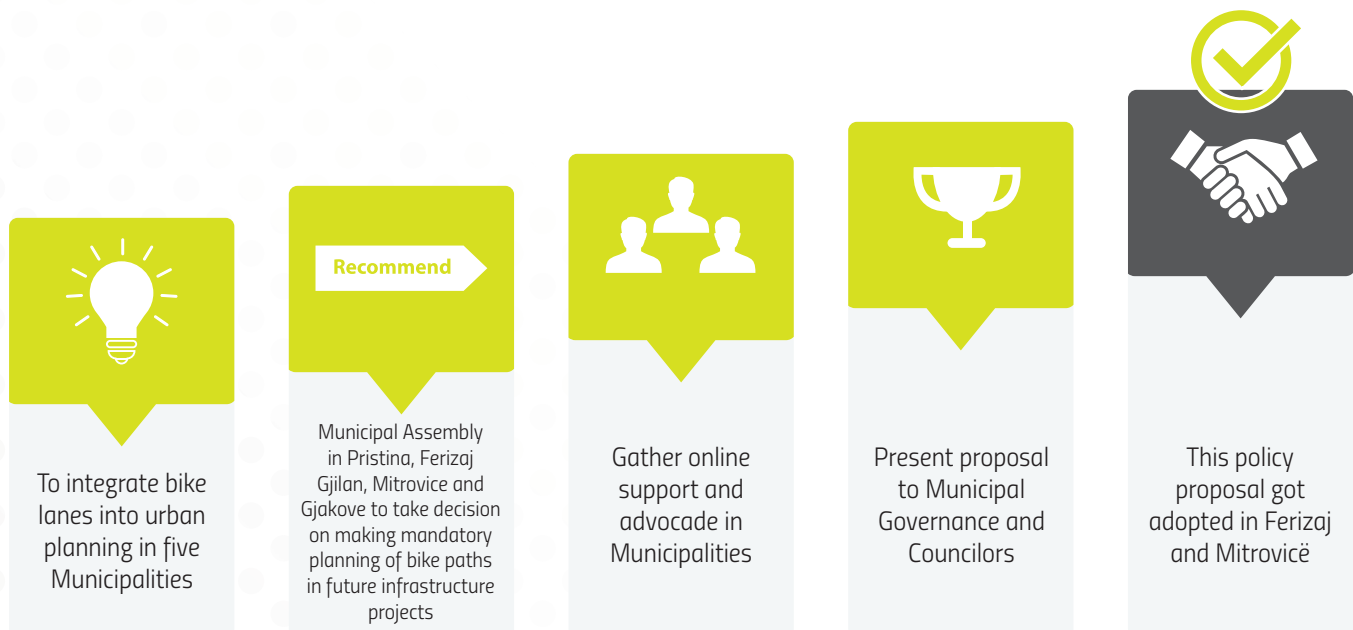 To integrate bike
lanes into urban
planning in five
Municipalities
Recommend
Municipal Assembly
in Pristina, Ferizaj
Gjilan, Mitrovice and
Gjakove to take decision
on making mandatory
planning of bike paths
in future infrastructure
projects
Gather online
support and
advocade in
Municipalities
Present proposal
to Municipal
Governance and
Councilors
This policy
proposal got
adopted in Ferizaj
and Mitrovicë